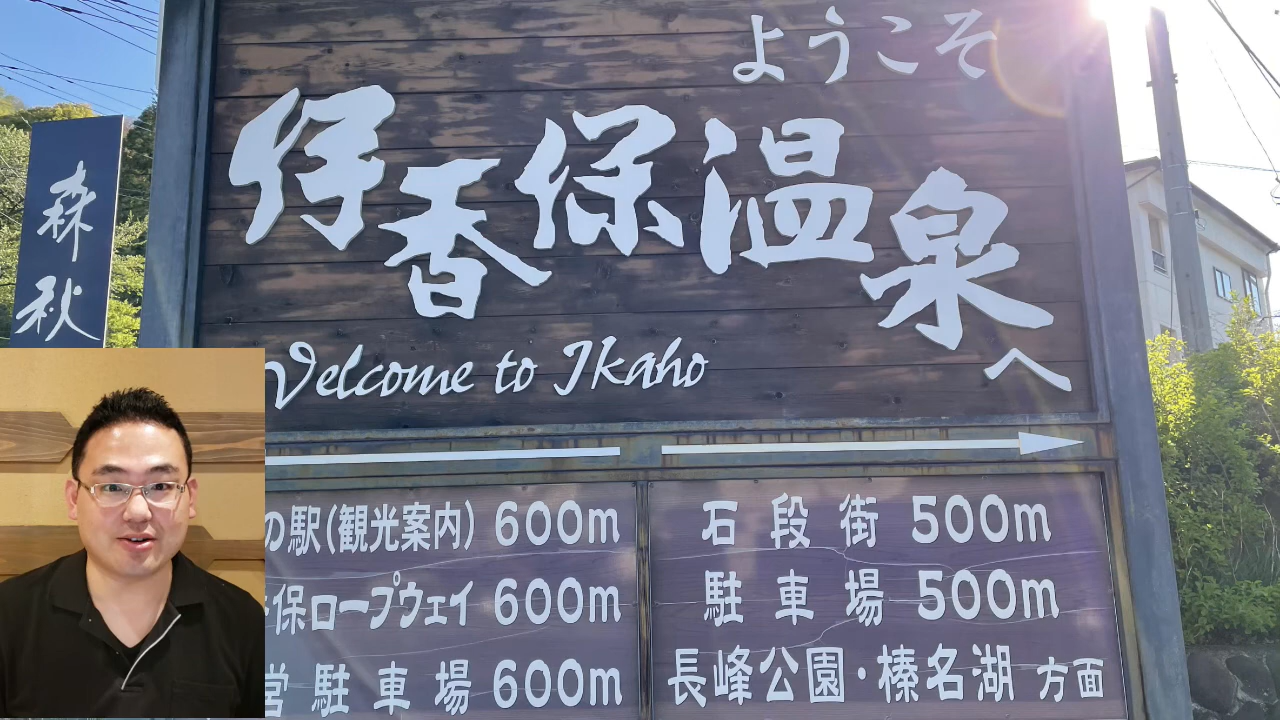 ようこそ
伊香保温泉
へ
Welcome to Ikaho
森秋
の駅(観光案内) 600m
保ロープウェイ 600m
営駐車場 600m
石段街 500m
駐車場 500m
長峰公園・榛名湖 方面